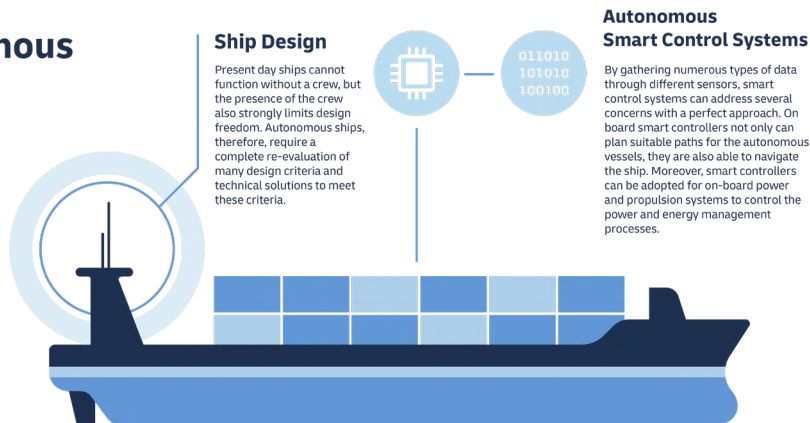 nous
Ship Design
Present day ships cannot
function without a crew, but
the presence of the crew
also strongly limits design
freedom. Autonomous ships,
therefore, require a
complete re-evaluation of
many design criteria and
technical solutions to meet
these criteria.
011010
101010
100100
Autonomous
Smart Control Systems
By gathering numerous types of data
through different sensors, smart
control systems can address several
concerns with a perfect approach. On
board smart controllers not only can
plan suitable paths for the autonomous
vessels, they are also able to navigate
the ship. Moreover, smart controllers
can be adopted for on-board power
and propulsion systems to control the
power and energy management
processes.